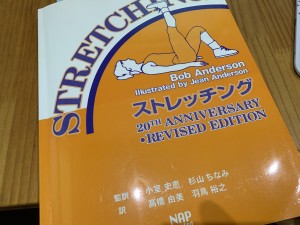 STRETCHING
Bob Anderson
Illustrated by Jean Anderson
ストレッチング
20TH ANNIVERSARY
・REVISED EDITION
監訳 小室 史恵 杉山 ちなみ
訳 高橋 由美 羽鳥 裕之
NAP